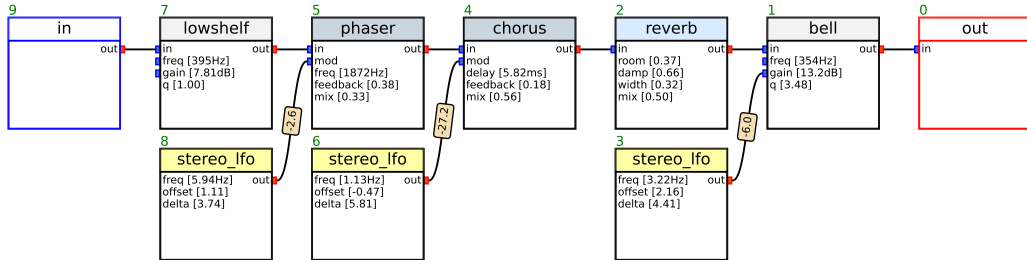 9
in
out
7
lowshelf
in
out
freq [395Hz]
gain [7.81dB]
q [1.00]
5
phaser
in
out
mod
freq [1872Hz]
feedback [0.38]
mix [0.33]
4
chorus
in
out
mod
delay [5.82ms]
feedback [0.18]
mix [0.56]
2
reverb
in
out
room [0.37]
damp [0.66]
width [0.32]
mix [0.50]
1
bell
in
out
freq [354Hz]
gain [13.2dB]
q [3.48]
0
out
in
-2.6
-27.2
-6.0
8
stereo_lfo
freq [5.94Hz]
out
offset [1.11]
delta [3.74]
6
stereo_lfo
freq [1.13Hz]
out
offset [-0.47]
delta [5.81]
3
stereo_lfo
freq [3.22Hz]
out
offset [2.16]
delta [4.41]